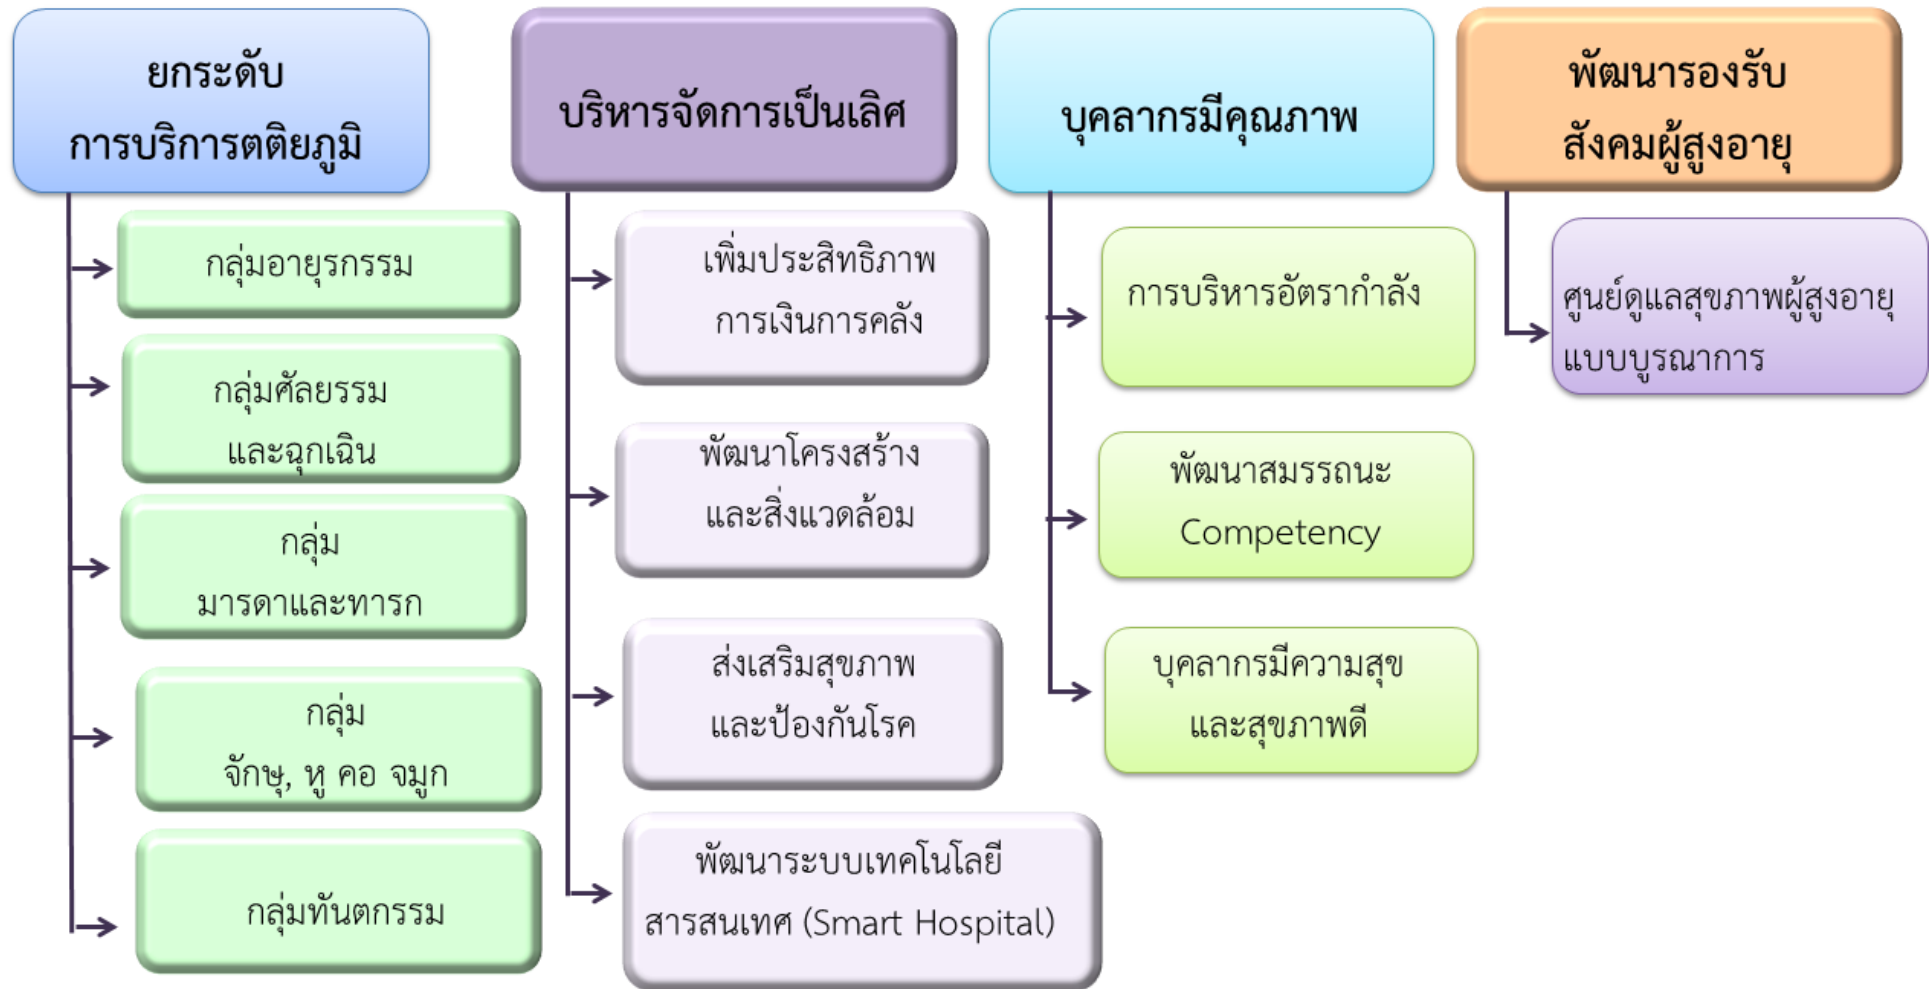 ยกระดับ
การบริการตติยภูมิ
กลุ่มอายุรกรรม
กลุ่มศัลยรรม
และฉุกเฉิน
กลุ่ม
มารดาและทารก
กลุ่ม
จักษุ, หู คอ จมูก
กลุ่มทันตกรรม
บริหารจัดการเป็นเลิศ
เพิ่มประสิทธิภาพ
การเงินการคลัง
พัฒนาโครงสร้าง
และสิ่งแวดล้อม
ส่งเสริมสุขภาพ
และป้องกันโรค
พัฒนาระบบเทคโนโลยี
สารสนเทศ (Smart Hospital)
บุคลากรมีคุณภาพ
การบริหารอัตรากำลัง
พัฒนาสมรรถนะ
Competency
บุคลากรมีความสุข
และสุขภาพดี
พัฒนารองรับ
สังคมผู้สูงอายุ
ศูนย์ดูแลสุขภาพผู้สูงอายุ
แบบบูรณาการ